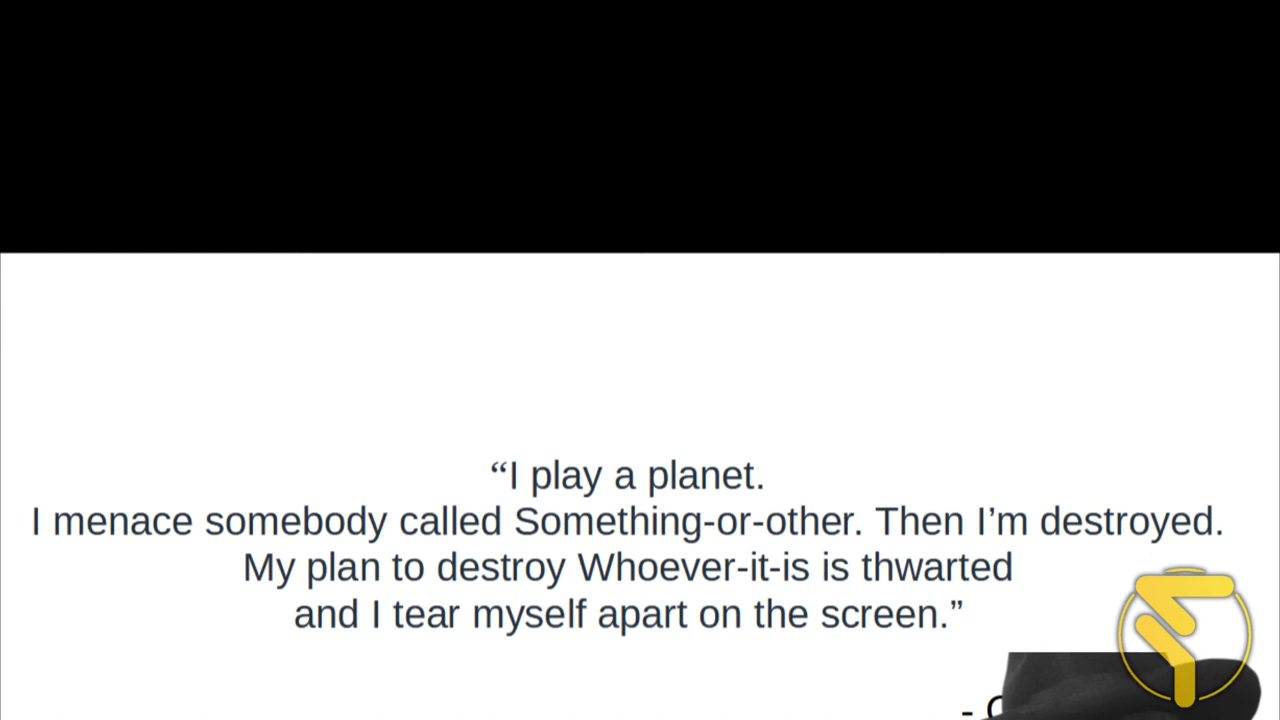 “I play a planet.
I menace somebody called Something-or-other. Then I’m destroyed.
My plan to destroy Whoever-it-is is thwarted
and I tear myself apart on the screen.”
-